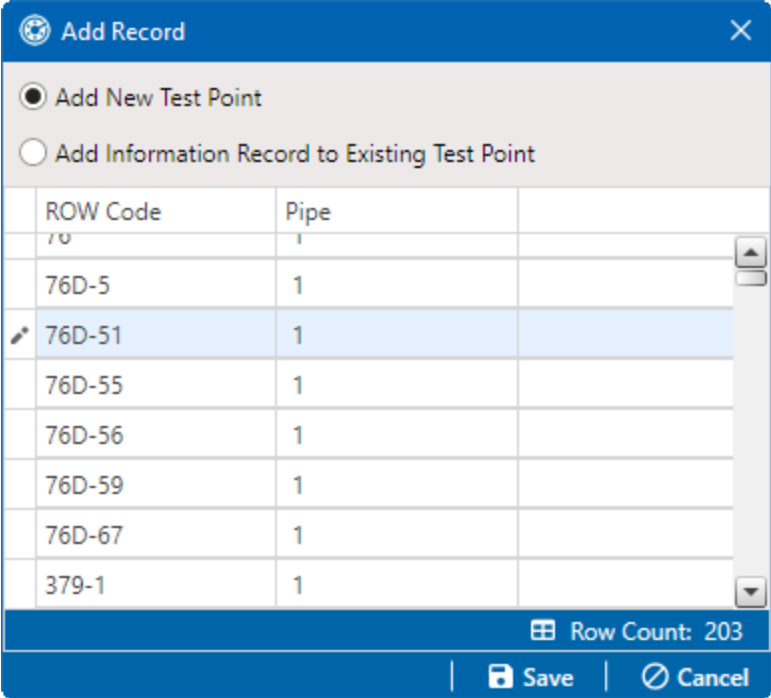 Add Record
Add New Test Point
Add Information Record to Existing Test Point
ROW Code Pipe
76 1
76D-5 1
76D-51 1
76D-55 1
76D-56 1
76D-59 1
76D-67 1
379-1 1
Row Count: 203
Save Cancel